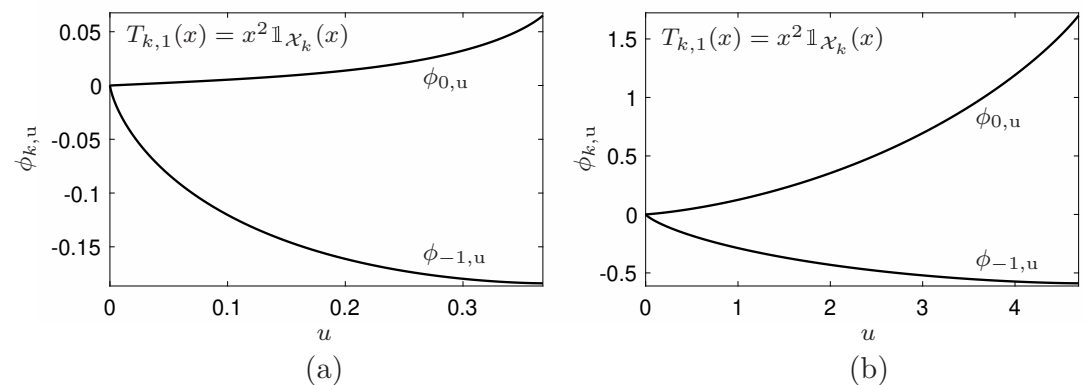 T_{k,1}(x) = x² 𝟙_{𝒳_k}(x)
0.05
0
-0.05
-0.1
-0.15
ϕ_{k,u}
ϕ_{0,u}
ϕ_{−1,u}
0 0.1 0.2 0.3
u
(a)
T_{k,1}(x) = x² 𝟙_{𝒳_k}(x)
1.5
1
0.5
0
-0.5
ϕ_{k,u}
ϕ_{0,u}
ϕ_{−1,u}
0 1 2 3 4
u
(b)